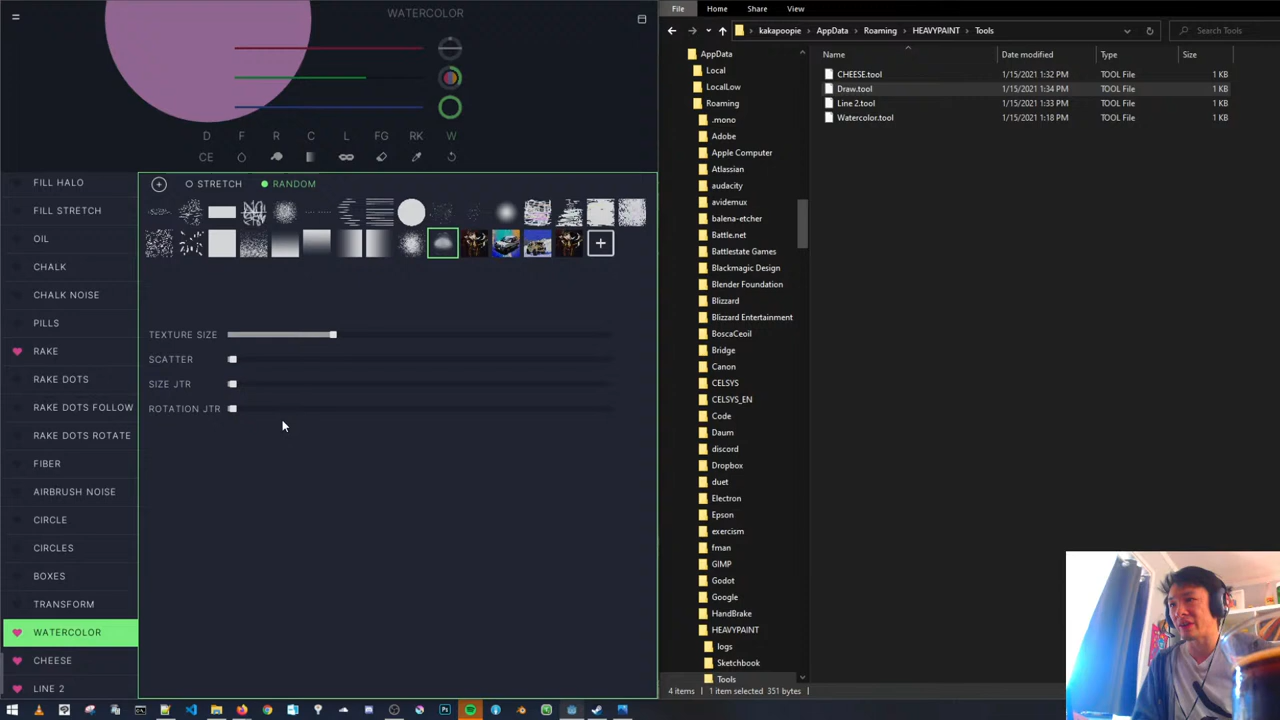 WATERCOLOR
D F R C L FG RK W
CE
FILL HALO
FILL STRETCH
OIL
CHALK
CHALK NOISE
PILLS
RAKE
RAKE DOTS
RAKE DOTS FOLLOW
RAKE DOTS ROTATE
FIBER
AIRBRUSH NOISE
CIRCLE
CIRCLES
BOXES
TRANSFORM
WATERCOLOR
CHEESE
LINE 2
STRETCH RANDOM
TEXTURE SIZE
SCATTER
SIZE JTR
ROTATION JTR
File Home Share View
kakapoopie > AppData > Roaming > HEAVYPAINT > Tools
Search Tools
AppData
Local
LocalLow
Roaming
.mono
Adobe
Apple Computer
Atlassian
audacity
avidemux
balena-etcher
Battle.net
Battlestate Games
Blackmagic Design
Blender Foundation
Blizzard
Blizzard Entertainment
BoscaCeoil
Bridge
Canon
CELSYS
CELSYS_EN
Code
Daum
discord
Dropbox
duet
Electron
Epson
exercism
fman
GIMP
Godot
Google
HandBrake
HEAVYPAINT
logs
Sketchbook
Tools
Name Date modified Type Size
CHEESE.tool 1/15/2021 1:32 PM TOOL File 1 KB
Draw.tool 1/15/2021 1:34 PM TOOL File 1 KB
Line 2.tool 1/15/2021 1:33 PM TOOL File 1 KB
Watercolor.tool 1/15/2021 1:18 PM TOOL File 1 KB
4 items 1 item selected 351 bytes